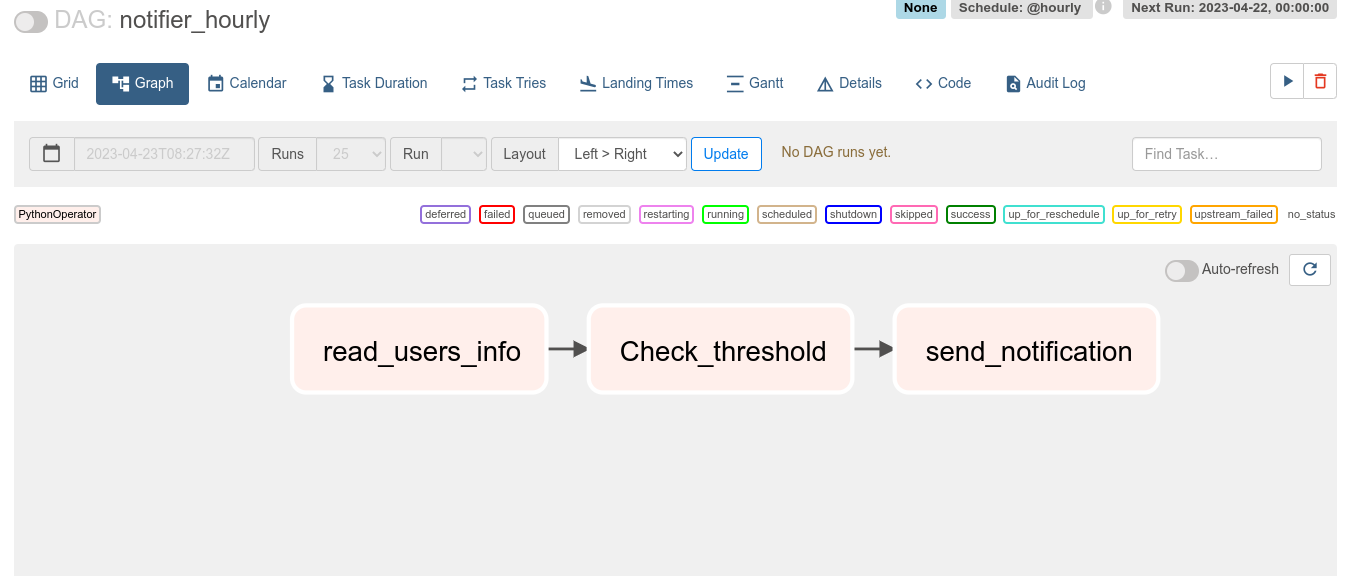 DAG: notifier_hourly None Schedule: @hourly Next Run: 2023-04-22, 00:00:00
Grid Graph Calendar Task Duration Task Tries Landing Times Gantt Details Code Audit Log
2023-04-23T08:27:32Z Runs 25 Run Layout Left > Right Update No DAG runs yet. Find Task...
PythonOperator deferred failed queued removed restarting running scheduled shutdown skipped success up_for_reschedule up_for_retry upstream_failed no_status
Auto-refresh
read_users_info Check_threshold send_notification